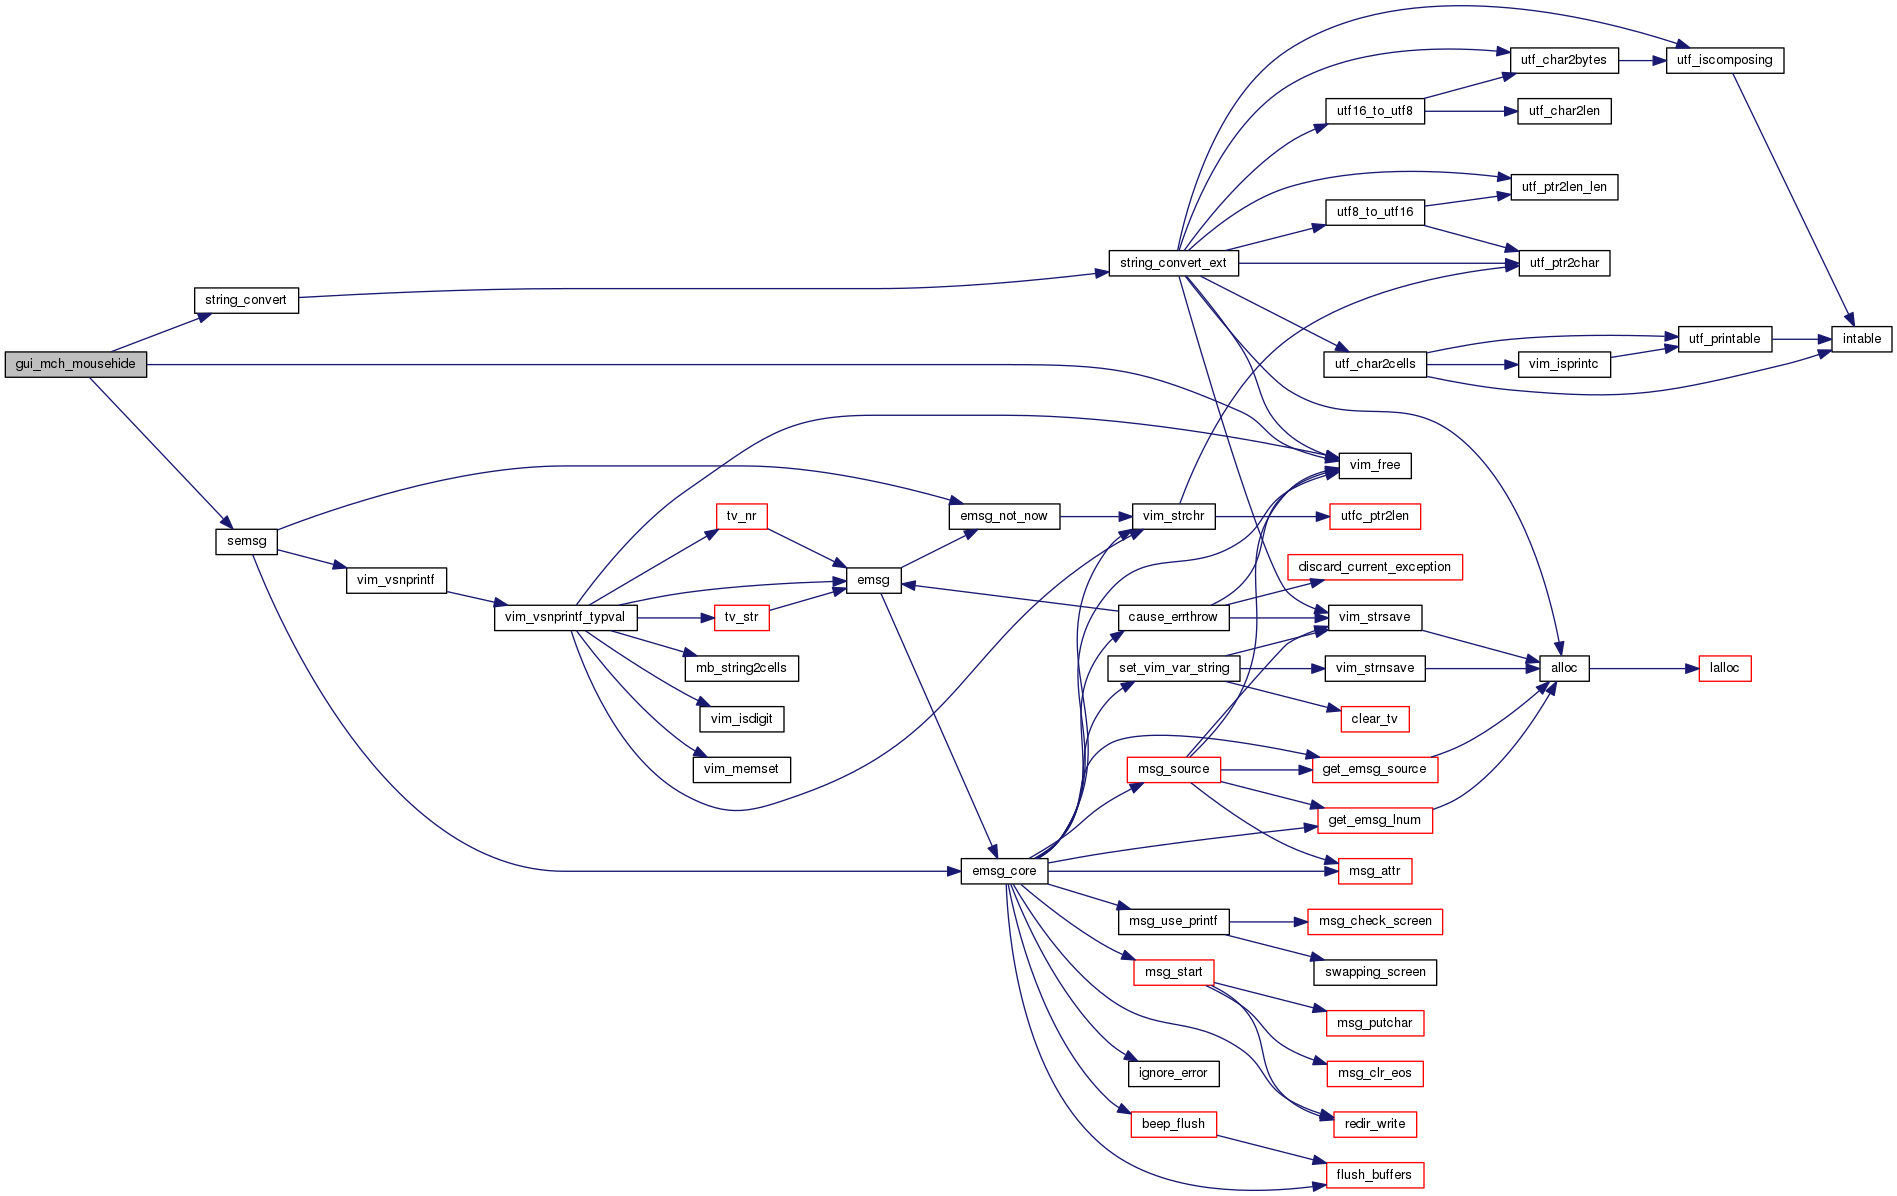 gui_mch_mousehide
string_convert
semsg
vim_vsnprintf
vim_vsnprintf_typval
tv_nr
tv_str
mb_string2cells
vim_isdigit
vim_memset
emsg
emsg_not_now
emsg_core
string_convert_ext
vim_strchr
cause_errthrow
set_vim_var_string
msg_source
msg_use_printf
msg_start
ignore_error
beep_flush
utf16_to_utf8
utf8_to_utf16
utf_char2cells
vim_free
utfc_ptr2len
discard_current_exception
vim_strsave
vim_strnsave
clear_tv
get_emsg_source
get_emsg_lnum
msg_attr
msg_check_screen
swapping_screen
msg_putchar
msg_clr_eos
redir_write
flush_buffers
utf_char2bytes
utf_char2len
utf_ptr2len_len
utf_ptr2char
vim_isprintc
alloc
utf_iscomposing
utf_printable
lalloc
intable